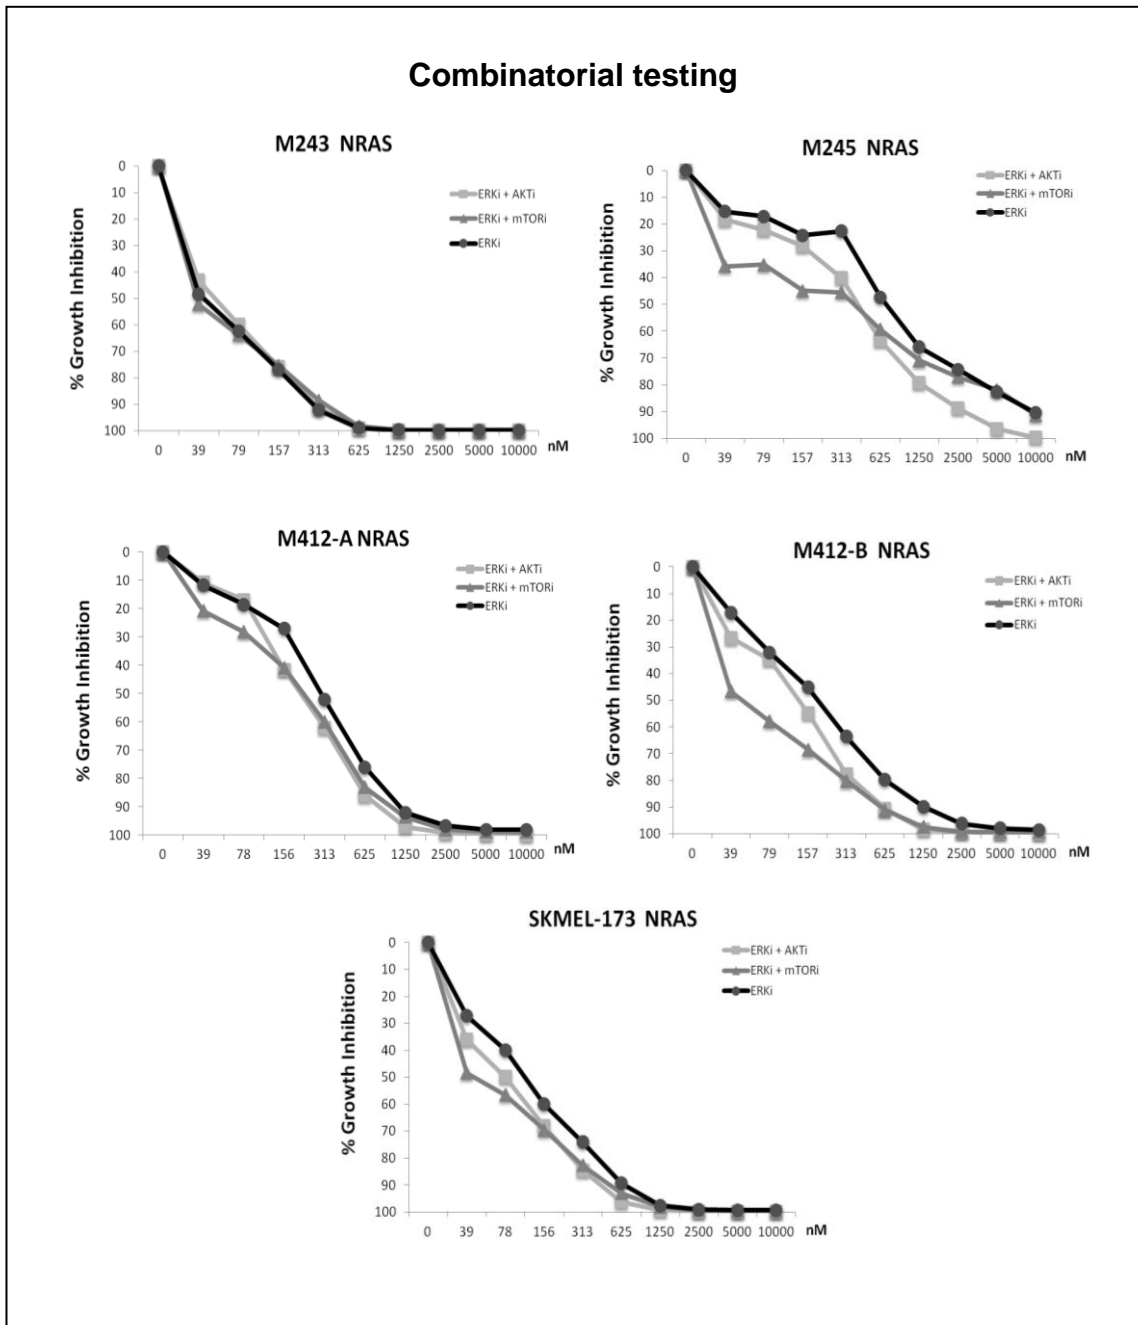 Combinatorial testing
M243 NRAS
% Growth Inhibition
0
10
20
30
40
50
60
70
80
90
100
0 39 79 157 313 625 1250 2500 5000 10000 nM
ERKi + AKTi
ERKi + mTORi
ERKi
M245 NRAS
% Growth Inhibition
0
10
20
30
40
50
60
70
80
90
100
0 39 79 157 313 625 1250 2500 5000 10000 nM
ERKi + AKTi
ERKi + mTORi
ERKi
M412-A NRAS
% Growth Inhibition
0
10
20
30
40
50
60
70
80
90
100
0 39 78 156 313 625 1250 2500 5000 10000 nM
ERKi + AKTi
ERKi + mTORi
ERKi
M412-B NRAS
% Growth Inhibition
0
10
20
30
40
50
60
70
80
90
100
0 39 79 157 313 625 1250 2500 5000 10000 nM
ERKi + AKTi
ERKi + mTORi
ERKi
SKMEL-173 NRAS
% Growth Inhibition
0
10
20
30
40
50
60
70
80
90
100
0 39 78 156 313 625 1250 2500 5000 10000 nM
ERKi + AKTi
ERKi + mTORi
ERKi